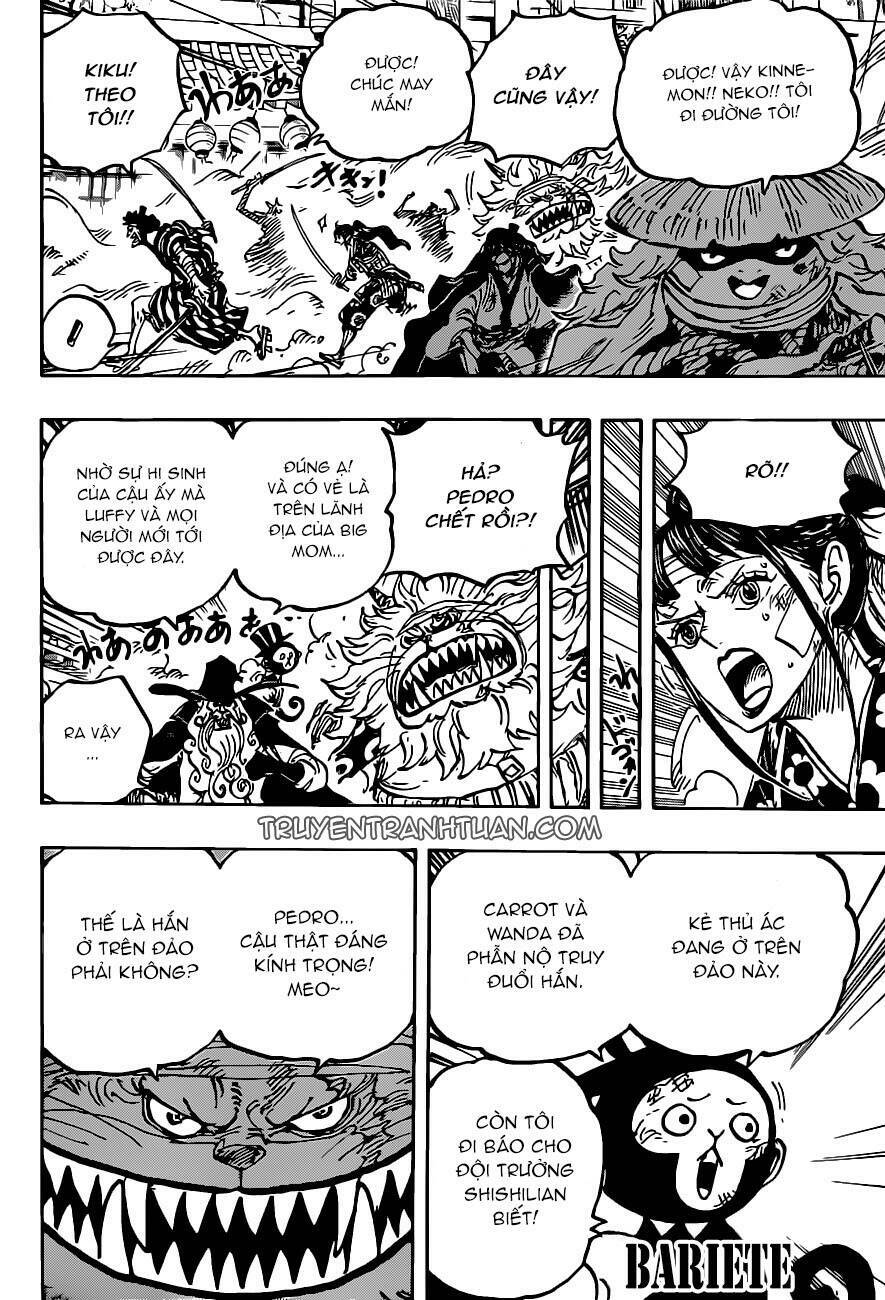 ĐƯỢC! VẬY KINNE-
MON!! NEKO!! TÔI
ĐI ĐƯỜNG TÔI!
ĐÂY
CŨNG VẬY!
ĐƯỢC!
CHÚC MAY
MẮN!
KIKU!
THEO
TÔI!!
わああああ
!
RÕ!!
HẢ?
PEDRO
CHẾT RỒI?!
ĐÚNG Ạ!
VÀ CÓ VẺ LÀ
TRÊN LÃNH
ĐỊA CỦA BIG
MOM...
NHỜ SỰ HI SINH
CỦA CẬU ẤY MÀ
LUFFY VÀ MỌI
NGƯỜI MỚI TỚI
ĐƯỢC ĐÂY.
RA VẬY
...
TRUYENTRANHTUAN.COM
KẺ THỦ ÁC
ĐANG Ở TRÊN
ĐẢO NÀY.
CARROT VÀ
WANDA ĐÃ
PHẪN NỘ TRUY
ĐUỔI HẮN.
CÒN TÔI
ĐI BÁO CHO
ĐỘI TRƯỞNG
SHISHILIAN
BIẾT!
BARIETE
PEDRO...
CẬU THẬT ĐÁNG
KÍNH TRỌNG!
MEO~
THẾ LÀ HẮN
Ở TRÊN ĐẢO
PHẢI KHÔNG?